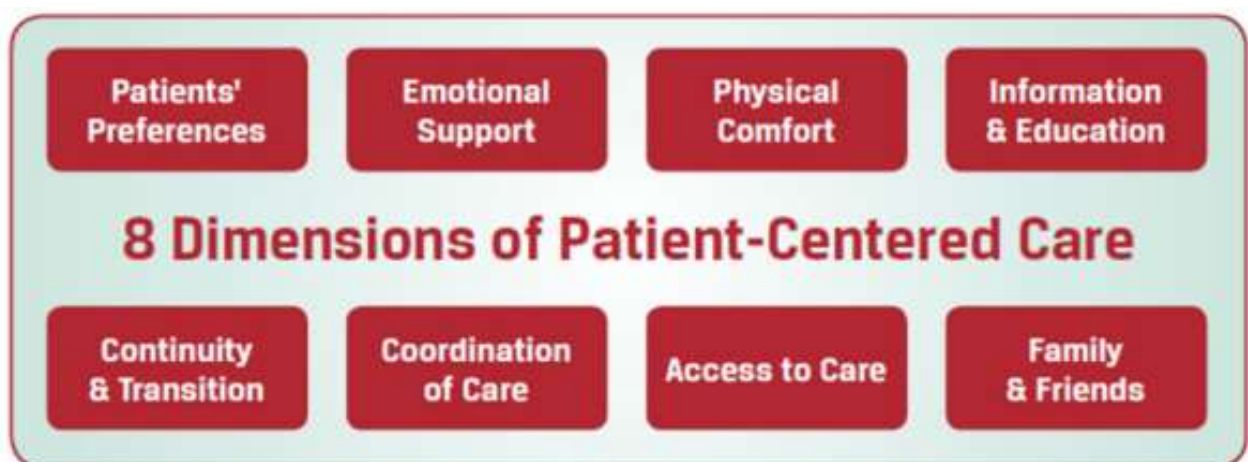 Patients'
Preferences
Emotional
Support
Physical
Comfort
Information
& Education
8 Dimensions of Patient-Centered Care
Continuity
& Transition
Coordination
of Care
Access to Care
Family
& Friends